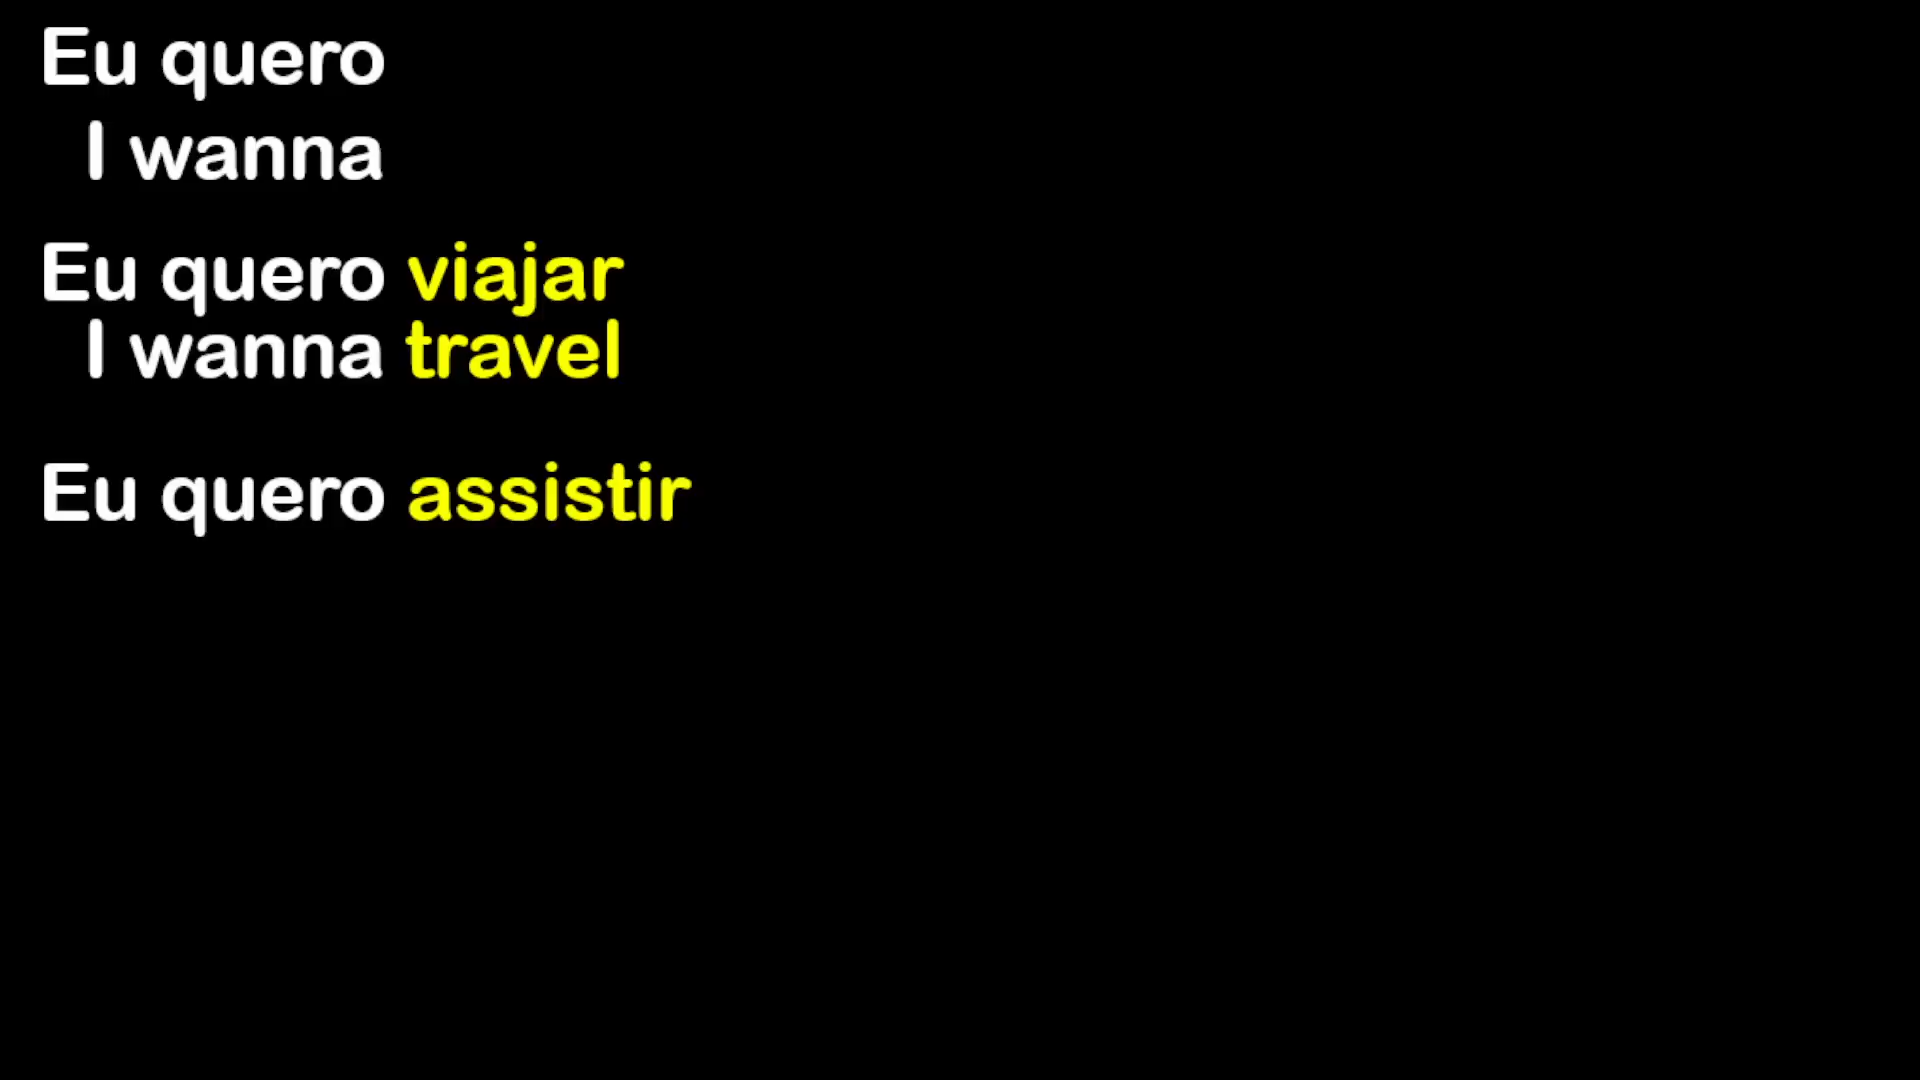 Eu quero
I wanna
Eu quero viajar
I wanna travel
Eu quero assistir